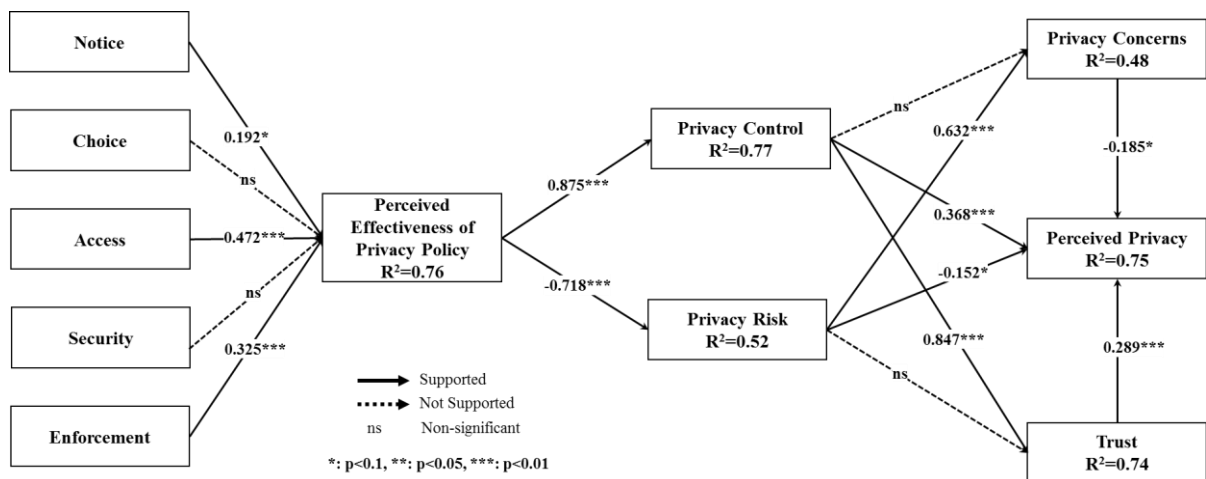 Notice
Choice
Access
Security
Enforcement
0.192*
ns
0.472***
ns
0.325***
Perceived
Effectiveness of
Privacy Policy
R²=0.76
0.875***
-0.718***
Privacy Control
R²=0.77
Privacy Risk
R²=0.52
ns
0.632***
0.368***
-0.152*
0.847***
ns
Privacy Concerns
R²=0.48
-0.185*
Perceived Privacy
R²=0.75
0.289***
Trust
R²=0.74
Supported
Not Supported
ns Non-significant
*: p<0.1, **: p<0.05, ***: p<0.01